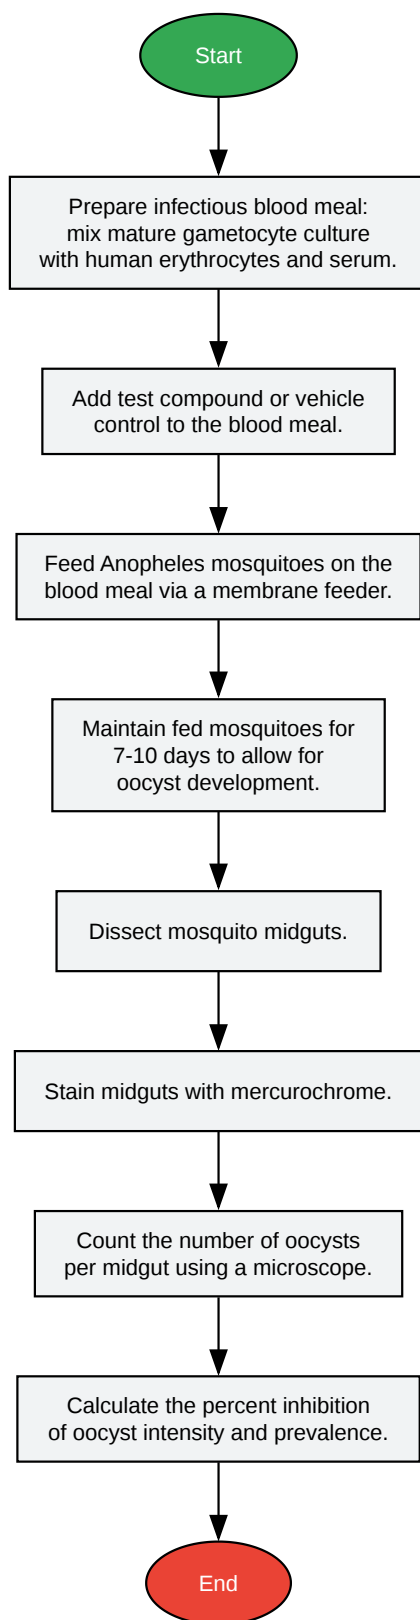 Start
Prepare infectious blood meal:
mix mature gametocyte culture
with human erythrocytes and serum.
Add test compound or vehicle
control to the blood meal.
Feed Anopheles mosquitoes on the
blood meal via a membrane feeder.
Maintain fed mosquitoes for
7-10 days to allow for
oocyst development.
Dissect mosquito midguts.
Stain midguts with mercurochrome.
Count the number of oocysts
per midgut using a microscope.
Calculate the percent inhibition
of oocyst intensity and prevalence.
End